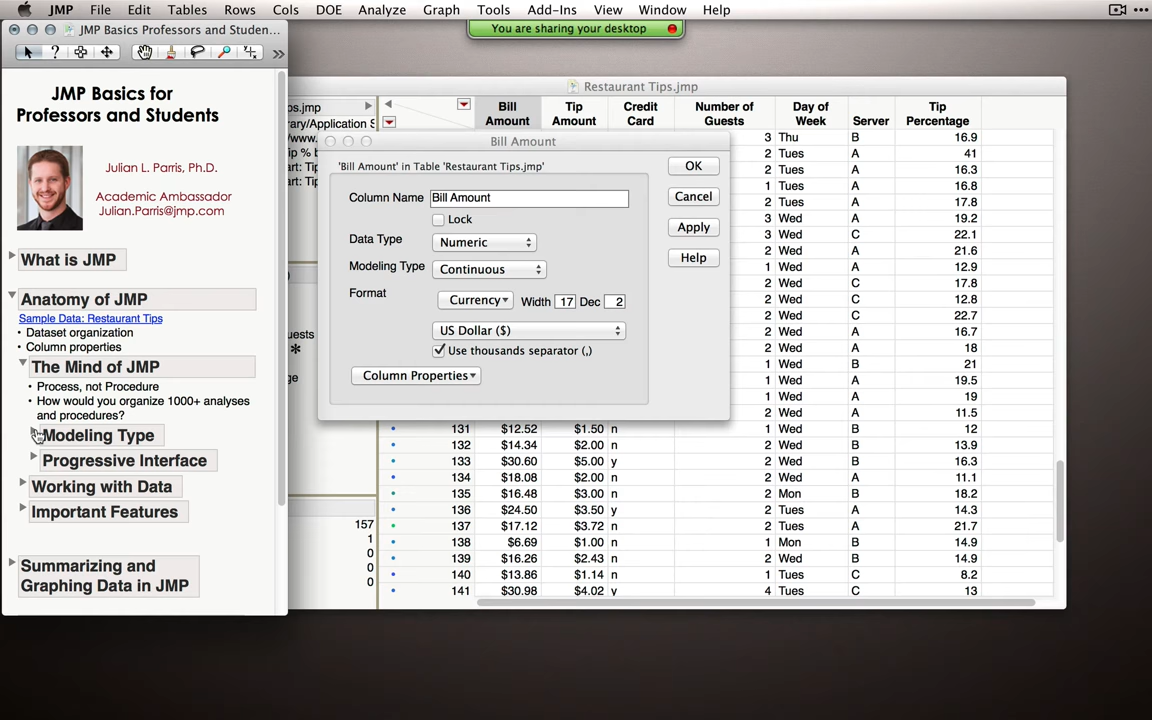 JMP File Edit Tables Rows Cols DOE Analyze Graph Tools Add-Ins View Window Help
You are sharing your desktop
JMP Basics Professors and Studen...
JMP Basics for
Professors and Students
Julian L. Parris, Ph.D.
Academic Ambassador
Julian.Parris@jmp.com
What is JMP
Anatomy of JMP
Sample Data: Restaurant Tips
• Dataset organization
• Column properties
The Mind of JMP
• Process, not Procedure
• How would you organize 1000+ analyses
and procedures?
Modeling Type
Progressive Interface
Working with Data
Important Features
Summarizing and
Graphing Data in JMP
Restaurant Tips.jmp
ps.jmp
rary/Application S
/www.
ip % b
art: Tip
art: Tip
uests
*
ge
157
1
0
0
0
Bill Amount
'Bill Amount' in Table 'Restaurant Tips.jmp'
Column Name Bill Amount
Lock
Data Type Numeric
Modeling Type Continuous
Format Currency Width 17 Dec 2
US Dollar ($)
Use thousands separator (,)
Column Properties
OK
Cancel
Apply
Help
Bill Amount Tip Amount Credit Card Number of Guests Day of Week Server Tip Percentage
3 Thu B 16.9
2 Tues A 41
2 Tues A 16.3
1 Tues A 16.8
2 Tues A 17.8
3 Wed A 19.2
3 Wed C 22.1
2 Wed A 21.6
1 Wed A 12.9
2 Wed C 17.8
2 Wed C 12.8
2 Wed C 22.7
2 Wed A 16.7
2 Wed A 18
1 Wed B 21
2 Wed A 19.5
1 Wed A 19
2 Wed A 11.5
131 $12.52 $1.50 n 1 Wed B 12
132 $14.34 $2.00 n 2 Wed B 13.9
133 $30.60 $5.00 y 2 Wed B 16.3
134 $18.08 $2.00 n 2 Wed A 11.1
135 $16.48 $3.00 n 2 Mon B 18.2
136 $24.50 $3.50 y 2 Tues A 14.3
137 $17.12 $3.72 n 2 Tues A 21.7
138 $6.69 $1.00 n 1 Mon B 14.9
139 $16.26 $2.43 n 2 Wed B 14.9
140 $13.86 $1.14 n 1 Tues C 8.2
141 $30.98 $4.02 y 4 Tues C 13